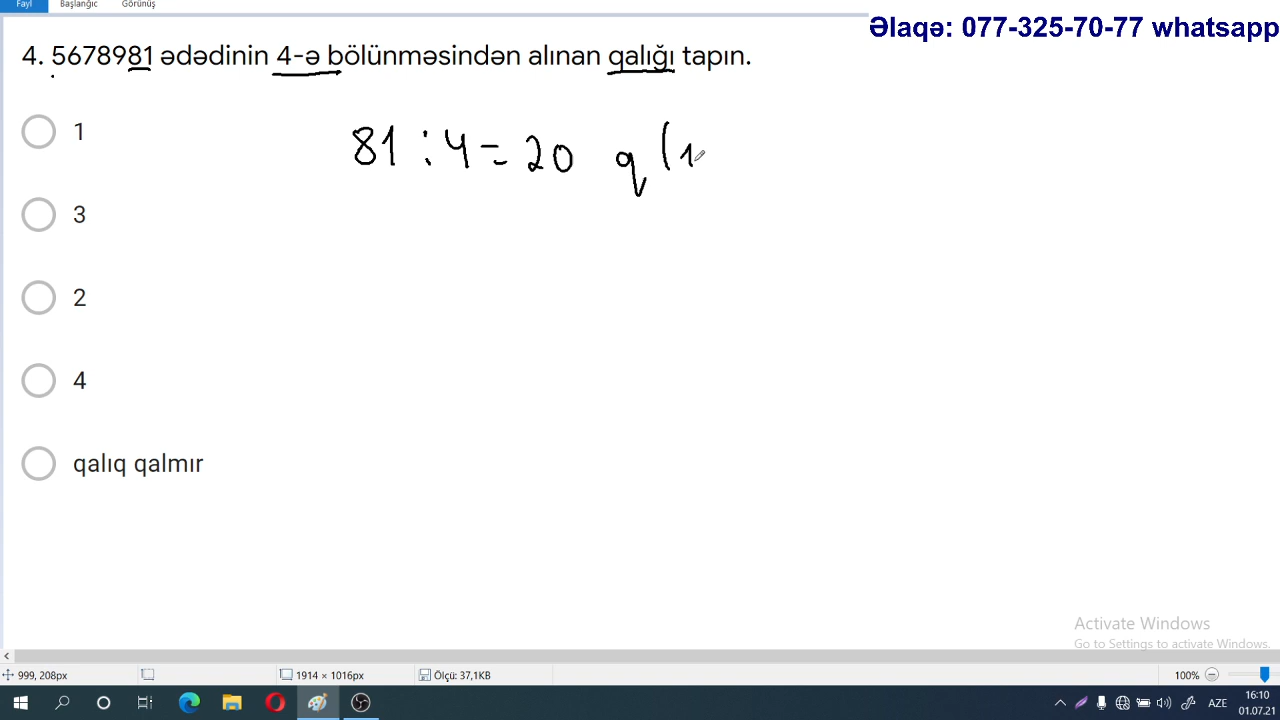 Fayl Başlanğıc Görünüş
Əlaqə: 077-325-70-77 whatsapp
4. 5678981 ədədinin 4-ə bölünməsindən alınan qalığı tapın.
1
81 : 4 = 20 q (1
3
2
4
qalıq qalmır
Activate Windows
Go to Settings to activate Windows.
999, 208px 1914 × 1016px Ölçü: 37,1KB 100%
AZE 16:10
01.07.21